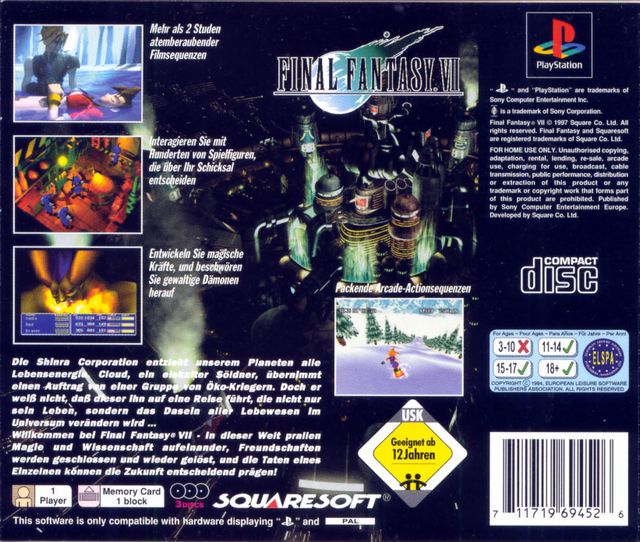 Mehr als 2 Studen
atemberaubender
Filmsequenzen
FINAL FANTASY. VII
PlayStation
Interagieren Sie mit
Hunderten von Spielfiguren,
die über Ihr Schicksal
entscheiden
Entwickeln Sie magische
Kräfte, und beschwören
Sie gewaltige Dämonen
herauf
Packende Arcade-Actionsequenzen
" " and "PlayStation" are trademarks of
Sony Computer Entertainment Inc.
is a trademark of Sony Corporation.
Final Fantasy® VII © 1997 Square Co. Ltd. All
rights reserved. Final Fantasy and Squaresoft
are registered trademarks of Square Co. Ltd.
FOR HOME USE ONLY. Unauthorised copying,
adaptation, rental, lending, re-sale, arcade
use, charging for use, broadcast, cable
transmission, public performance, distribution
or extraction of this product or any
trademark or copyright work that forms part
of this product are prohibited. Published
by Sony Computer Entertainment Europe.
Developed by Square Co. Ltd.
COMPACT
disc
For Ages - Pour Ages - Para Años - Für Jahre - Per Anni
3-10
11-14
15-17
18+
ELSPA
COPYRIGHT © 1994, EUROPEAN LEISURE SOFTWARE
PUBLISHERS ASSOCIATION. ALL RIGHTS RESERVED.
Die Shinra Corporation entzieht unserem Planeten alle
Lebensenergie. Cloud, ein eiskalter Söldner, übernimmt
einen Auftrag von einer Gruppe von Öko-Kriegern. Doch er
weiß nicht, daß dieser ihn auf eine Reise führt, die nicht nur
sein Leben, sondern das Dasein aller Lebewesen im
Universum verändern wird ...
Willkommen bei Final Fantasy® VII - In dieser Welt prallen
Magie und Wissenschaft aufeinander, Freundschaften
werden geschlossen und wieder gelöst, und die Taten eines
Einzelnen können die Zukunft entscheidend prägen!
USK
Geeignet ab
12 Jahren
1
Player
Memory Card
1 block
3 DISCS
SQUARESOFT®
This software is only compatible with hardware displaying " " and PAL
7 11719 69452 6